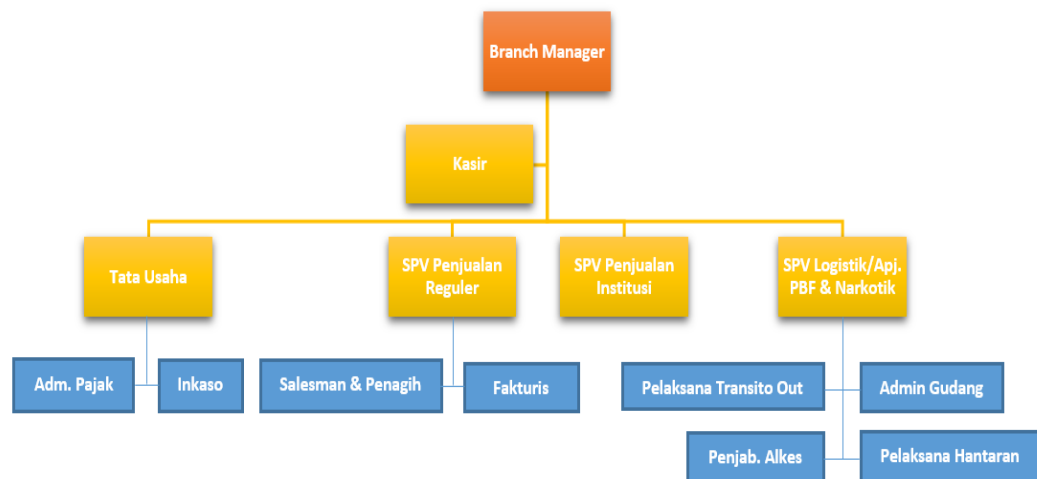 Branch Manager
Kasir
Tata Usaha
SPV Penjualan
Reguler
SPV Penjualan
Institusi
SPV Logistik/Apj.
PBF & Narkotik
Adm. Pajak
Inkaso
Salesman & Penagih
Fakturis
Pelaksana Transito Out
Admin Gudang
Penjab. Alkes
Pelaksana Hantaran